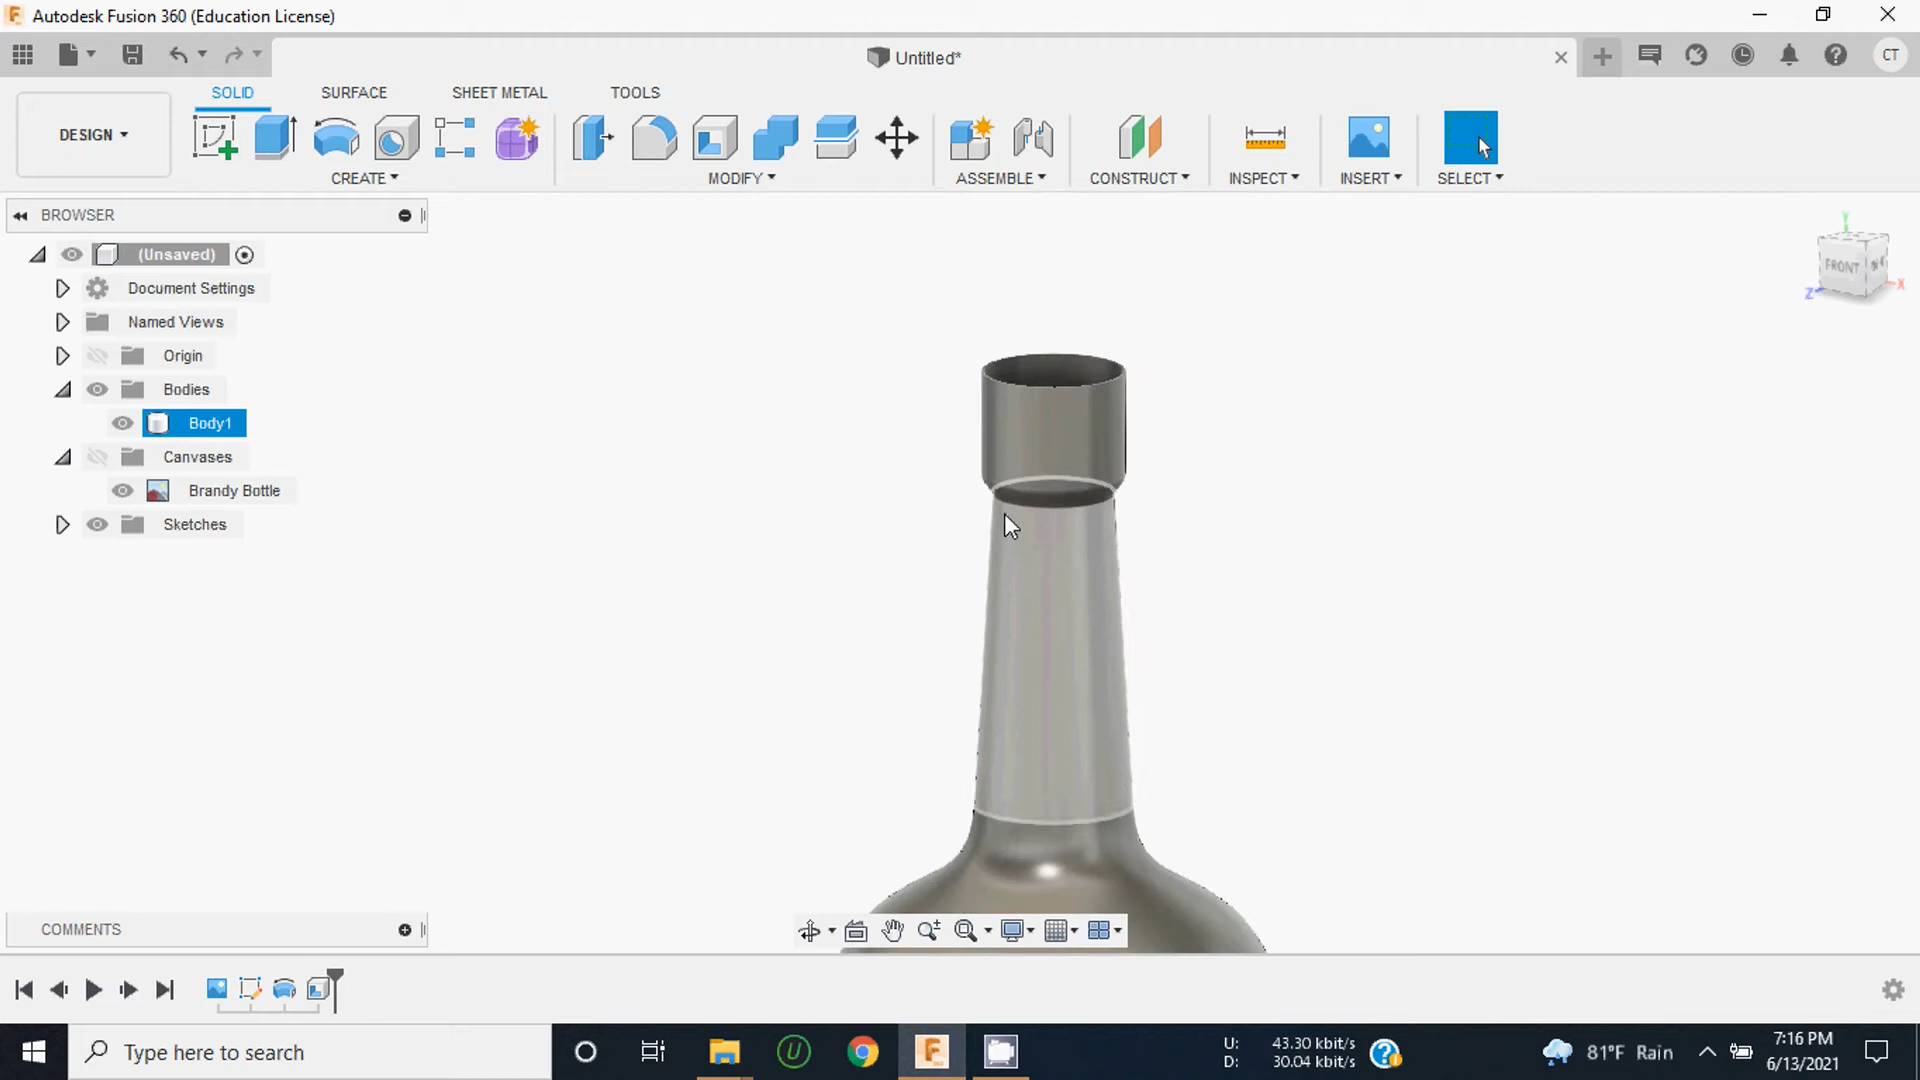 Autodesk Fusion 360 (Education License)
Untitled*
CT
SOLID SURFACE SHEET METAL TOOLS
DESIGN
CREATE MODIFY ASSEMBLE CONSTRUCT INSPECT INSERT SELECT
BROWSER
(Unsaved)
Document Settings
Named Views
Origin
Bodies
Body1
Canvases
Brandy Bottle
Sketches
Y
FRONT
Z
X
COMMENTS
Type here to search
U: 43.30 kbit/s
D: 30.04 kbit/s
81°F Rain
7:16 PM
6/13/2021